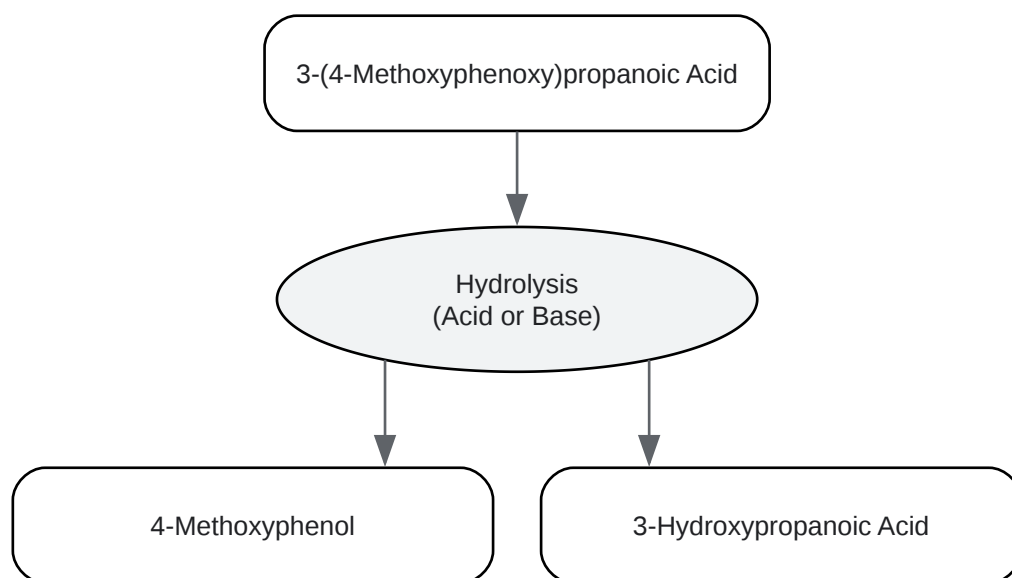 3-(4-Methoxyphenoxy)propanoic Acid
Hydrolysis
(Acid or Base)
4-Methoxyphenol
3-Hydroxypropanoic Acid